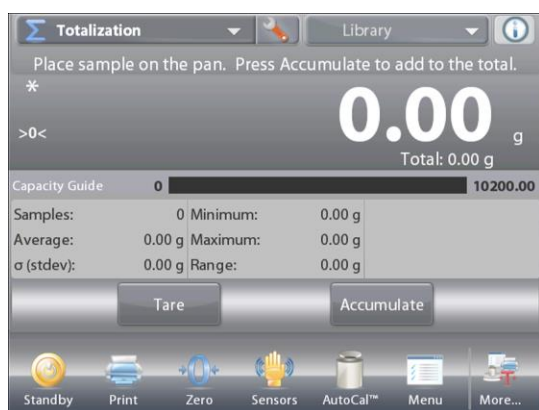 Σ Totalization Library
Place sample on the pan. Press Accumulate to add to the total.
*
0.00 g
>0<
Total: 0.00 g
Capacity Guide 0 10200.00
Samples: 0 Minimum: 0.00 g
Average: 0.00 g Maximum: 0.00 g
σ (stdev): 0.00 g Range: 0.00 g
Tare Accumulate
Standby Print Zero Sensors AutoCal™ Menu More...